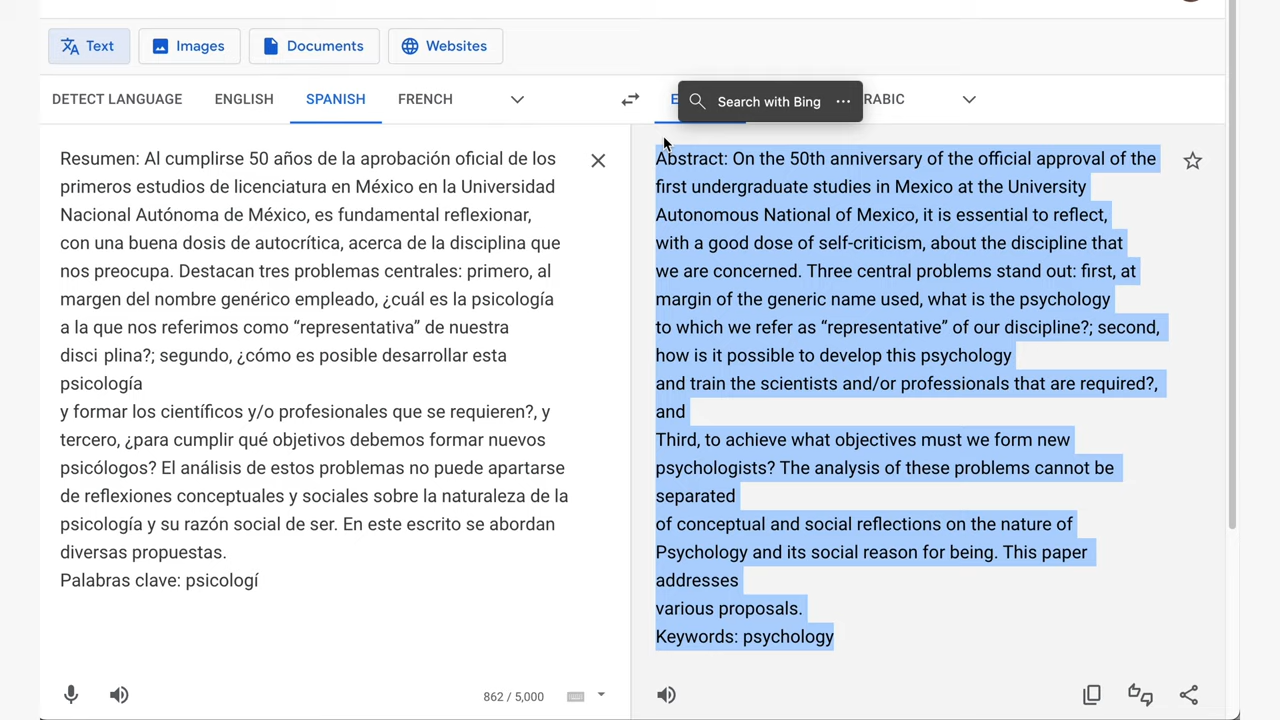 Text
Images
Documents
Websites
DETECT LANGUAGE
ENGLISH
SPANISH
FRENCH
Search with Bing
Resumen: Al cumplirse 50 años de la aprobación oficial de los
primeros estudios de licenciatura en México en la Universidad
Nacional Autónoma de México, es fundamental reflexionar,
con una buena dosis de autocrítica, acerca de la disciplina que
nos preocupa. Destacan tres problemas centrales: primero, al
margen del nombre genérico empleado, ¿cuál es la psicología
a la que nos referimos como “representativa” de nuestra
disci plina?; segundo, ¿cómo es posible desarrollar esta
psicología
y formar los científicos y/o profesionales que se requieren?, y
tercero, ¿para cumplir qué objetivos debemos formar nuevos
psicólogos? El análisis de estos problemas no puede apartarse
de reflexiones conceptuales y sociales sobre la naturaleza de la
psicología y su razón social de ser. En este escrito se abordan
diversas propuestas.
Palabras clave: psicologí
862 / 5,000
Abstract: On the 50th anniversary of the official approval of the
first undergraduate studies in Mexico at the University
Autonomous National of Mexico, it is essential to reflect,
with a good dose of self-criticism, about the discipline that
we are concerned. Three central problems stand out: first, at
margin of the generic name used, what is the psychology
to which we refer as “representative” of our discipline?; second,
how is it possible to develop this psychology
and train the scientists and/or professionals that are required?,
and
Third, to achieve what objectives must we form new
psychologists? The analysis of these problems cannot be
separated
of conceptual and social reflections on the nature of
Psychology and its social reason for being. This paper
addresses
various proposals.
Keywords: psychology